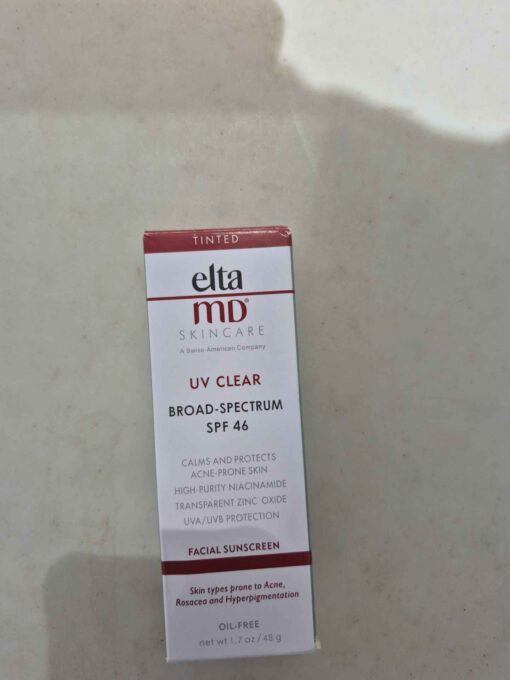 TINTED
elta
MD®
SKINCARE
A Swiss-American Company
UV CLEAR
BROAD-SPECTRUM
SPF 46
CALMS AND PROTECTS
ACNE-PRONE SKIN
HIGH-PURITY NIACINAMIDE
TRANSPARENT ZINC OXIDE
UVA/UVB PROTECTION
FACIAL SUNSCREEN
Skin types prone to Acne,
Rosacea and Hyperpigmentation
OIL-FREE
net wt 1.7 oz / 48 g